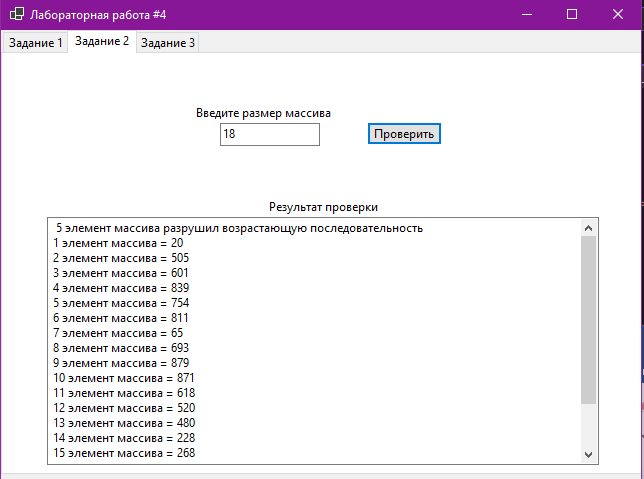 Лабораторная работа #4
Задание 1 Задание 2 Задание 3
Введите размер массива
18 Проверить
Результат проверки
5 элемент массива разрушил возрастающую последовательность
1 элемент массива = 20
2 элемент массива = 505
3 элемент массива = 601
4 элемент массива = 839
5 элемент массива = 754
6 элемент массива = 811
7 элемент массива = 65
8 элемент массива = 693
9 элемент массива = 879
10 элемент массива = 871
11 элемент массива = 618
12 элемент массива = 520
13 элемент массива = 480
14 элемент массива = 228
15 элемент массива = 268